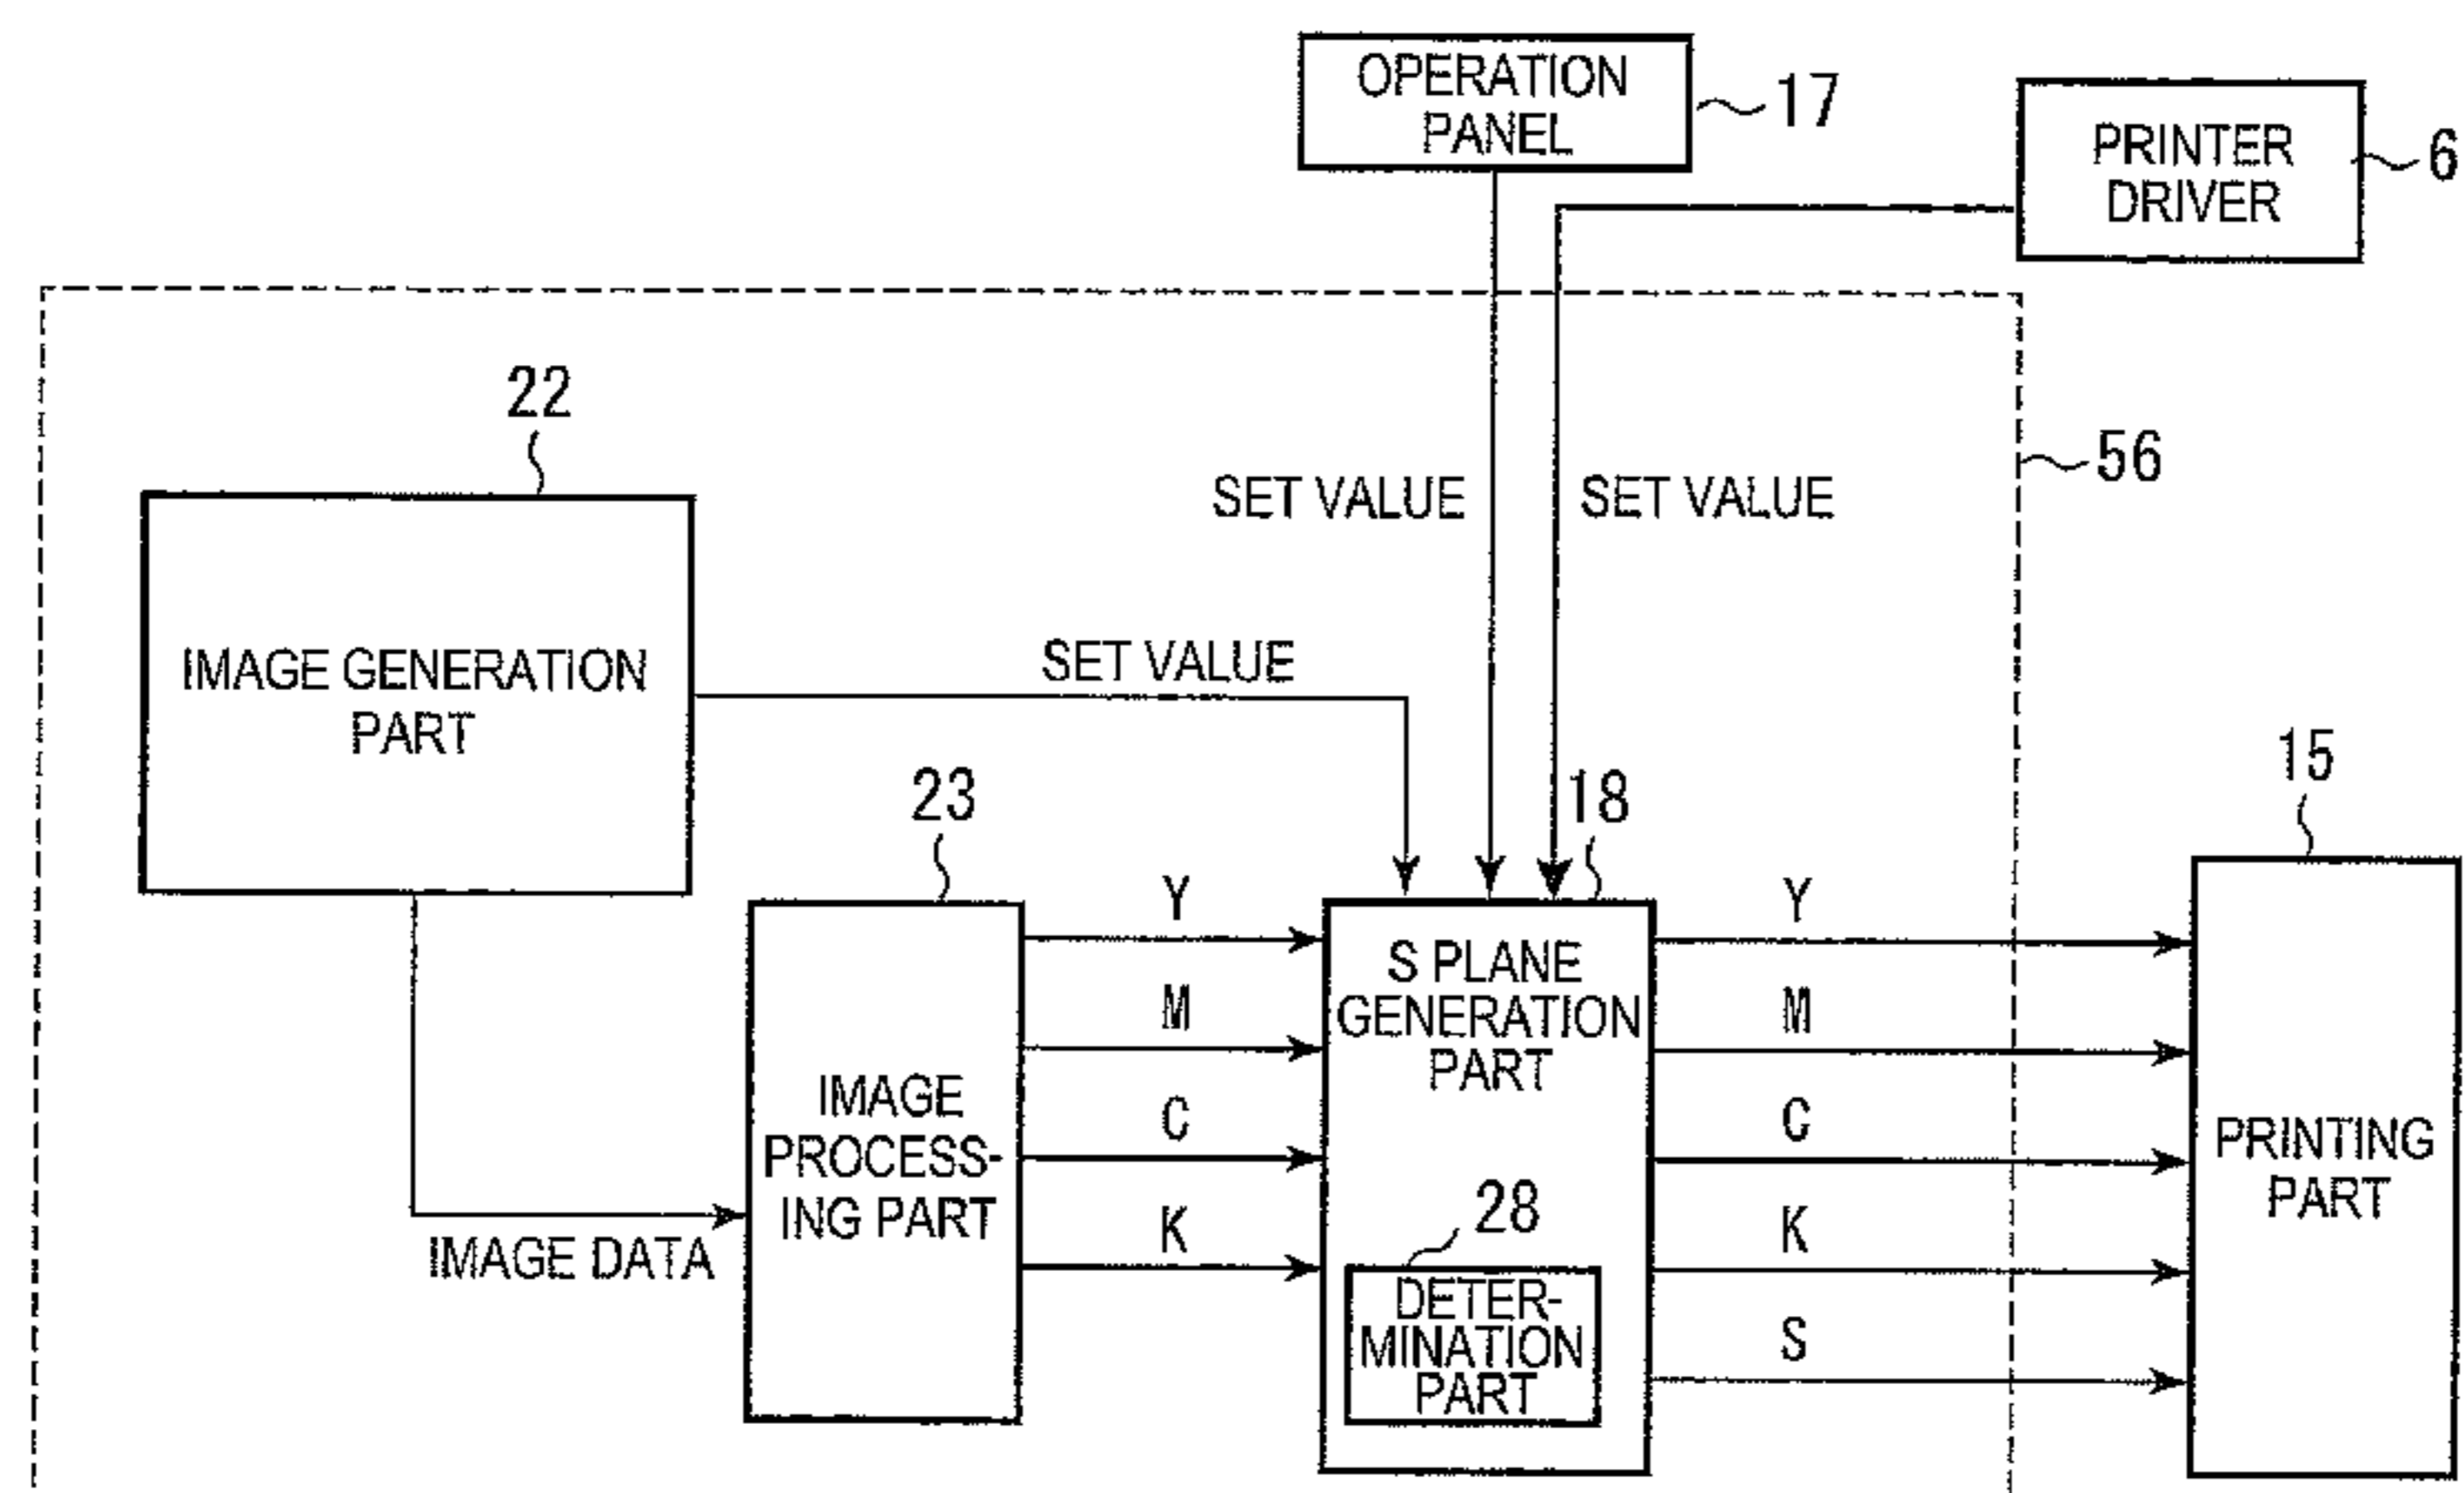 OPERATION
PANEL
17
PRINTER
DRIVER
6
22
56
SET VALUE
SET VALUE
IMAGE GENERATION
PART
SET VALUE
23
18
15
Y
M
C
K
IMAGE
PROCESS-
ING PART
IMAGE DATA
S PLANE
GENERATION
PART
28
DETER-
MINATION
PART
Y
M
C
K
S
PRINTING
PART